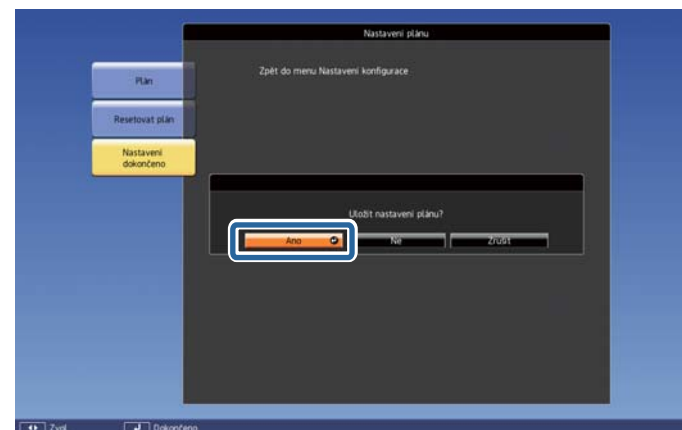 Nastavení plánu
Zpět do menu Nastavení konfigurace
Plán
Resetovat plán
Nastavení
dokončeno
Uložit nastavení plánu?
Ano Ne Zrušit
Zvol Dokončeno